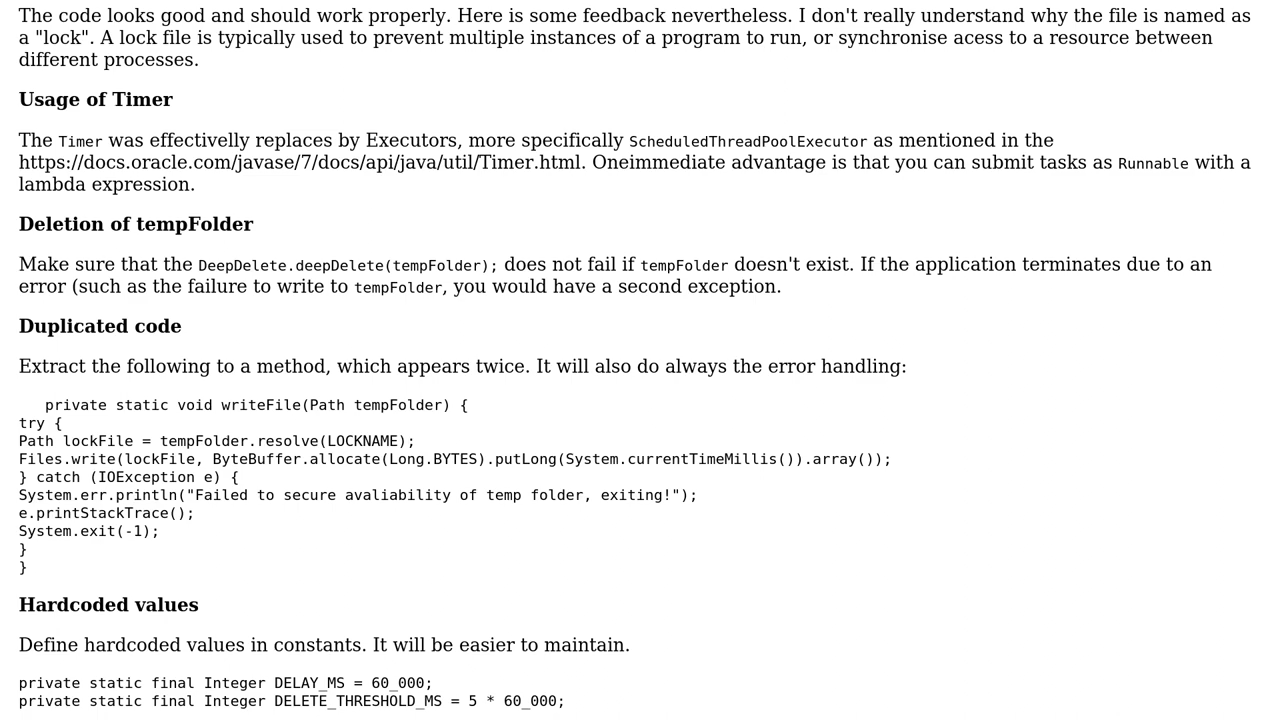 The code looks good and should work properly. Here is some feedback nevertheless. I don't really understand why the file is named as
a "lock". A lock file is typically used to prevent multiple instances of a program to run, or synchronise acess to a resource between
different processes.
Usage of Timer
The Timer was effectivelly replaces by Executors, more specifically ScheduledThreadPoolExecutor as mentioned in the
https://docs.oracle.com/javase/7/docs/api/java/util/Timer.html. Oneimmediate advantage is that you can submit tasks as Runnable with a
lambda expression.
Deletion of tempFolder
Make sure that the DeepDelete.deepDelete(tempFolder); does not fail if tempFolder doesn't exist. If the application terminates due to an
error (such as the failure to write to tempFolder, you would have a second exception.
Duplicated code
Extract the following to a method, which appears twice. It will also do always the error handling:
private static void writeFile(Path tempFolder) {
try {
Path lockFile = tempFolder.resolve(LOCKNAME);
Files.write(lockFile, ByteBuffer.allocate(Long.BYTES).putLong(System.currentTimeMillis()).array());
} catch (IOException e) {
System.err.println("Failed to secure avaliability of temp folder, exiting!");
e.printStackTrace();
System.exit(-1);
}
}
Hardcoded values
Define hardcoded values in constants. It will be easier to maintain.
private static final Integer DELAY_MS = 60_000;
private static final Integer DELETE_THRESHOLD_MS = 5 * 60_000;